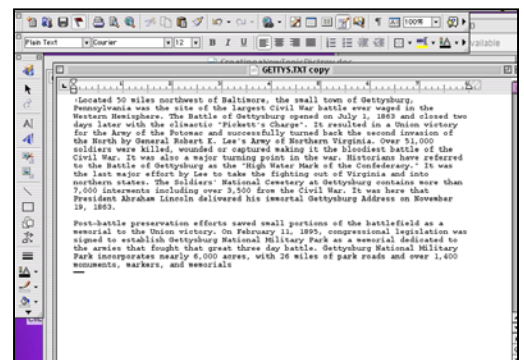 100%
Plain Text Courier 12 B I U
vailable
CreatingaNewTopicHistory.doc
GETTYS.TXT copy
Located 50 miles northwest of Baltimore, the small town of Gettysburg,
Pennsylvania was the site of the largest Civil War battle ever waged in the
Western Hemisphere. The Battle of Gettysburg opened on July 1, 1863 and closed two
days later with the climactic "Pickett's Charge". It resulted in a Union victory
for the Army of the Potomac and successfully turned back the second invasion of
the North by General Robert E. Lee's Army of Northern Virginia. Over 51,000
soldiers were killed, wounded or captured making it the bloodiest battle of the
Civil War. It was also a major turning point in the war. Historians have referred
to the Battle of Gettysburg as the "High Water Mark of the Confederacy." It was
the last major effort by Lee to take the fighting out of Virginia and into
northern states. The Soldiers' National Cemetery at Gettysburg contains more than
7,000 interments including over 3,500 from the Civil War. It was here that
President Abraham Lincoln delivered his immortal Gettysburg Address on November
19, 1863.
Post-battle preservation efforts saved small portions of the battlefield as a
memorial to the Union victory. On February 11, 1895, congressional legislation was
signed to establish Gettysburg National Military Park as a memorial dedicated to
the armies that fought that great three day battle. Gettysburg National Military
Park incorporates nearly 6,000 acres, with 26 miles of park roads and over 1,400
monuments, markers, and memorials